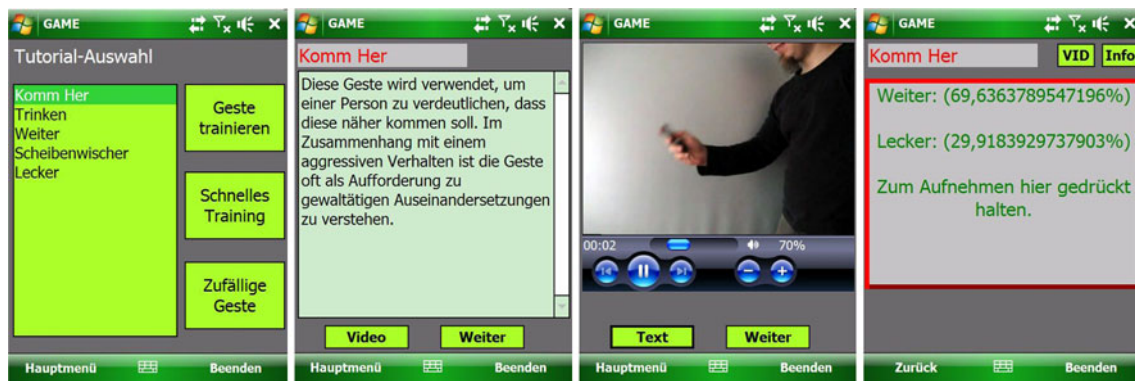 GAME
Tutorial-Auswahl
Komm Her
Trinken
Weiter
Scheibenwischer
Lecker
Geste
trainieren
Schnelles
Training
Zufällige
Geste
Hauptmenü Beenden
GAME
Komm Her
Diese Geste wird verwendet, um
einer Person zu verdeutlichen, dass
diese näher kommen soll. Im
Zusammenhang mit einem
aggressiven Verhalten ist die Geste
oft als Aufforderung zu
gewaltätigen Auseinandersetzungen
zu verstehen.
Video Weiter
Hauptmenü Beenden
GAME
00:02 70%
Text Weiter
Hauptmenü Beenden
GAME
Komm Her VID Info
Weiter: (69,6363789547196%)
Lecker: (29,9183929737903%)
Zum Aufnehmen hier gedrückt
halten.
Zurück Beenden